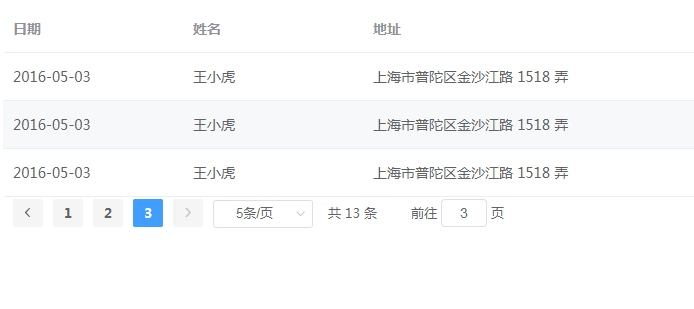 日期 姓名 地址
2016-05-03 王小虎 上海市普陀区金沙江路 1518 弄
2016-05-03 王小虎 上海市普陀区金沙江路 1518 弄
2016-05-03 王小虎 上海市普陀区金沙江路 1518 弄
1 2 3 5条/页 共 13 条 前往 3 页